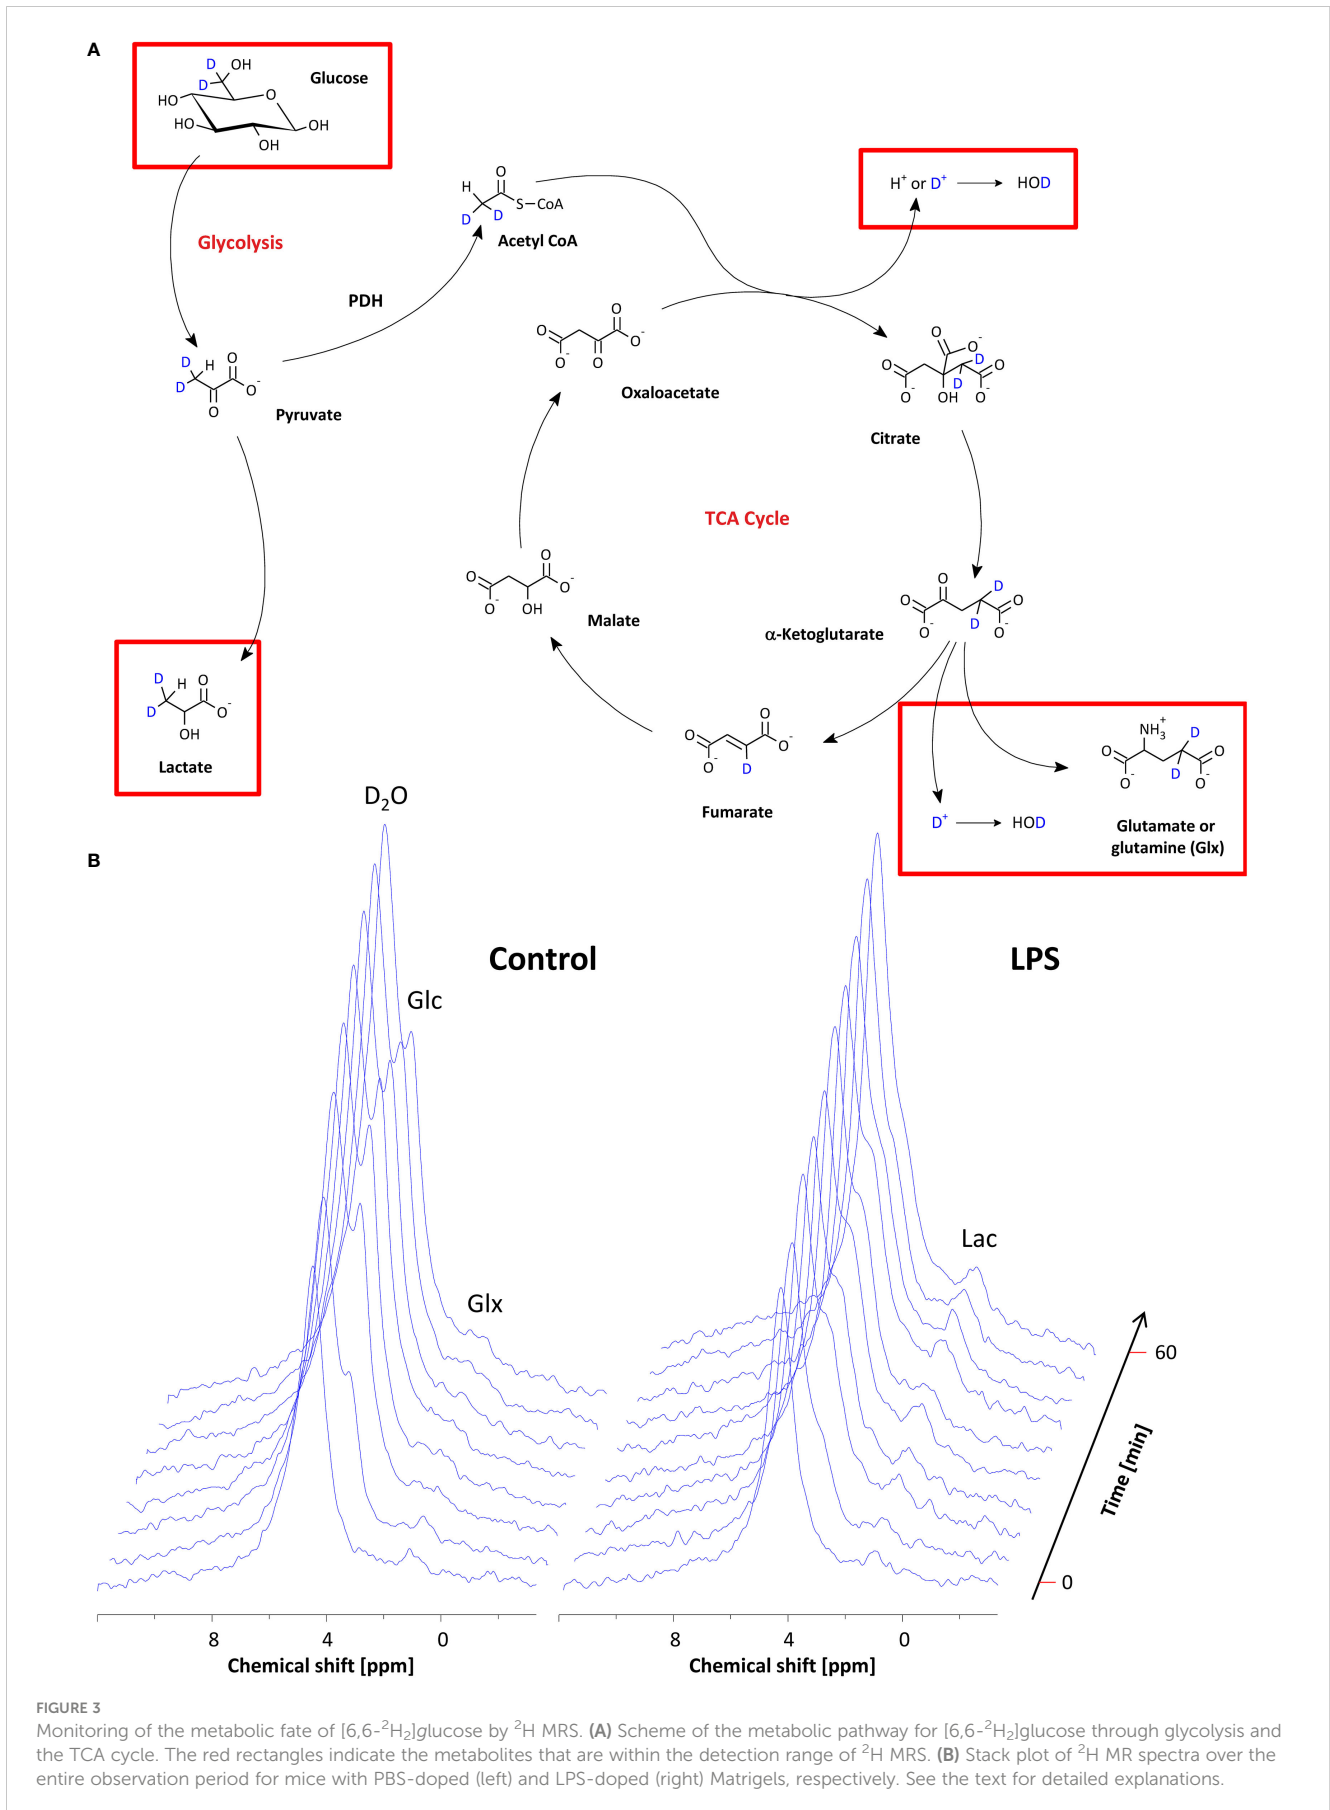 A
D
OH
D
Glucose
HO
O
HO
OH
OH
O
H
S
CoA
D
D
Acetyl CoA
H+ or D+
HOD
Glycolysis
PDH
O
O
O-
O-
O
Oxaloacetate
D
H
O
D
O-
O
Pyruvate
O
O-
D
O
O
D
O-
OH
O-
Citrate
TCA Cycle
O
O
O-
O-
OH
Malate
O
D
O
O
O-
D
O-
α-Ketoglutarate
D
H
O
D
O-
OH
Lactate
O
O
O-
O-
D
Fumarate
NH3+
D
O
O
O-
D
O-
D+
HOD
Glutamate or
glutamine (Glx)
B
D2O
Control
LPS
Glc
Glx
Lac
60
Time [min]
0
8
4
0
8
4
0
Chemical shift [ppm]
Chemical shift [ppm]
FIGURE 3
Monitoring of the metabolic fate of [6,6-²H₂]glucose by ²H MRS. (A) Scheme of the metabolic pathway for [6,6-²H₂]glucose through glycolysis and
the TCA cycle. The red rectangles indicate the metabolites that are within the detection range of ²H MRS. (B) Stack plot of ²H MR spectra over the
entire observation period for mice with PBS-doped (left) and LPS-doped (right) Matrigels, respectively. See the text for detailed explanations.